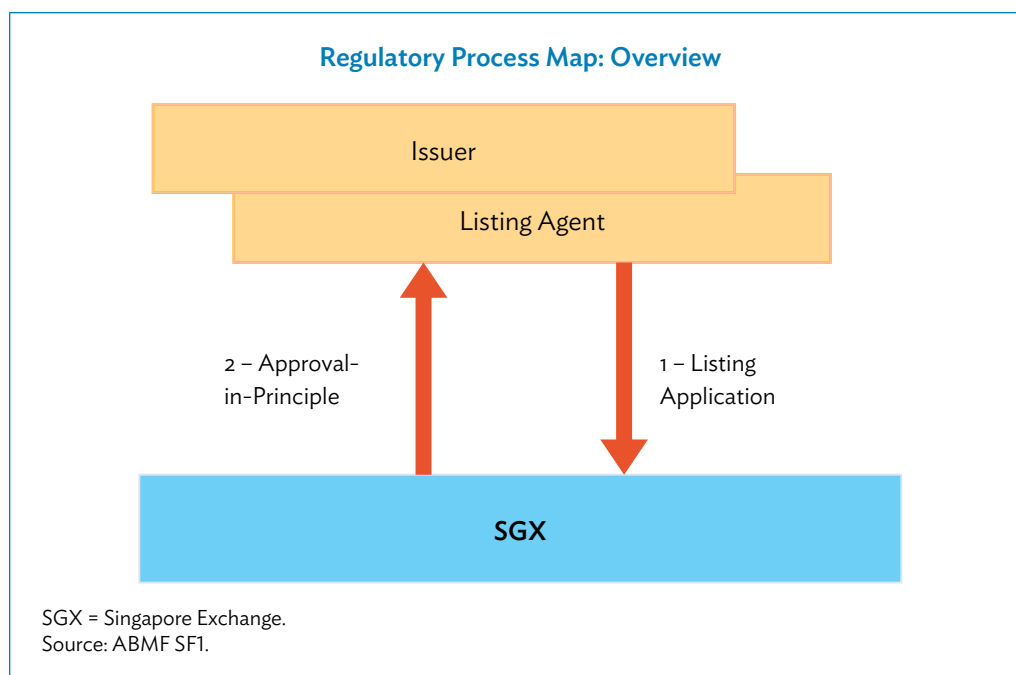 Regulatory Process Map: Overview
Issuer
Listing Agent
2 – Approval-
in-Principle
1 – Listing
Application
SGX
SGX = Singapore Exchange.
Source: ABMF SF1.